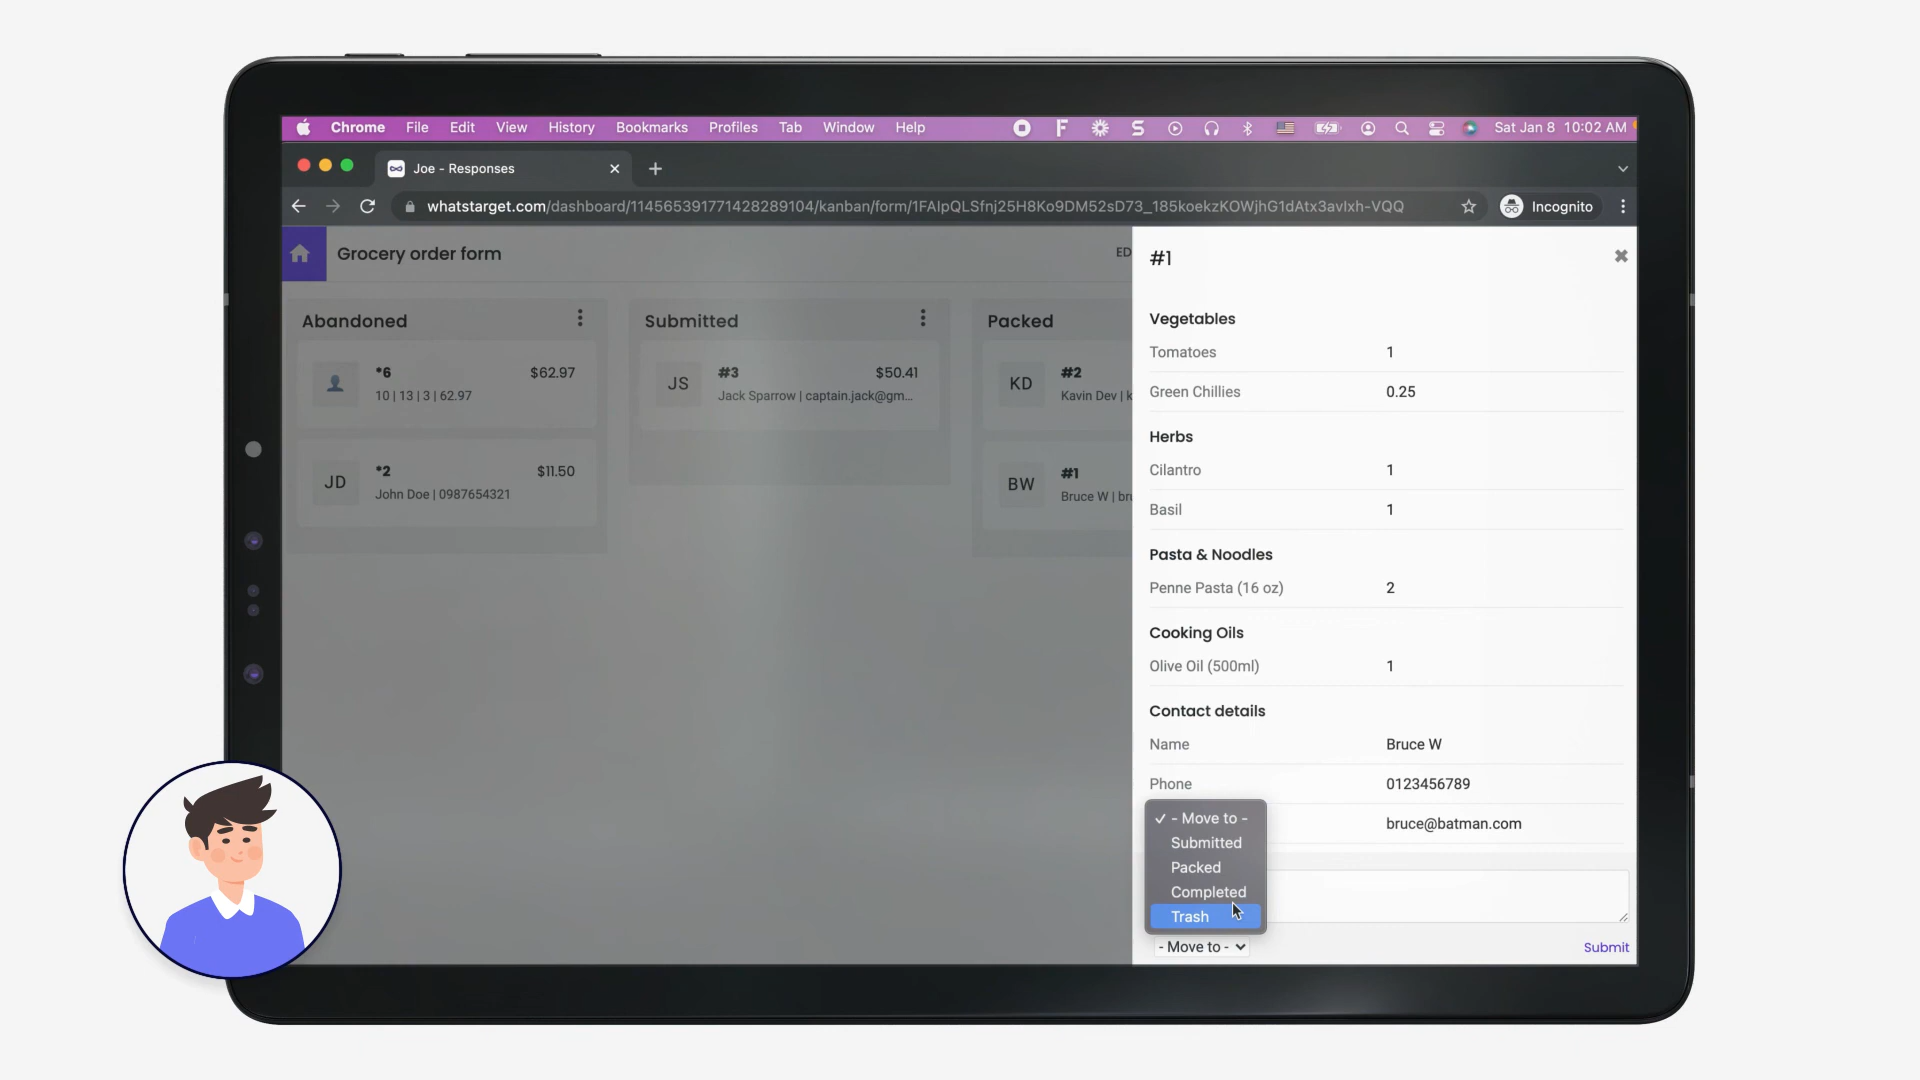 Chrome File Edit View History Bookmarks Profiles Tab Window Help Sat Jan 8 10:02 AM
Joe - Responses
whatstarget.com/dashboard/114565391771428289104/kanban/form/1FAIpQLSfnj25H8Ko9DM52sD73_185koekzKOWjhG1dAtx3avIxh-VQQ
Incognito
Grocery order form
ED
Abandoned
*6 $62.97
10 | 13 | 3 | 62.97
JD
*2 $11.50
John Doe | 0987654321
Submitted
JS
#3 $50.41
Jack Sparrow | captain.jack@gm...
Packed
KD
#2
Kavin Dev | k
BW
#1
Bruce W | bru
#1
Vegetables
Tomatoes 1
Green Chillies 0.25
Herbs
Cilantro 1
Basil 1
Pasta & Noodles
Penne Pasta (16 oz) 2
Cooking Oils
Olive Oil (500ml) 1
Contact details
Name Bruce W
Phone 0123456789
bruce@batman.com
✓ - Move to -
Submitted
Packed
Completed
Trash
- Move to -
Submit